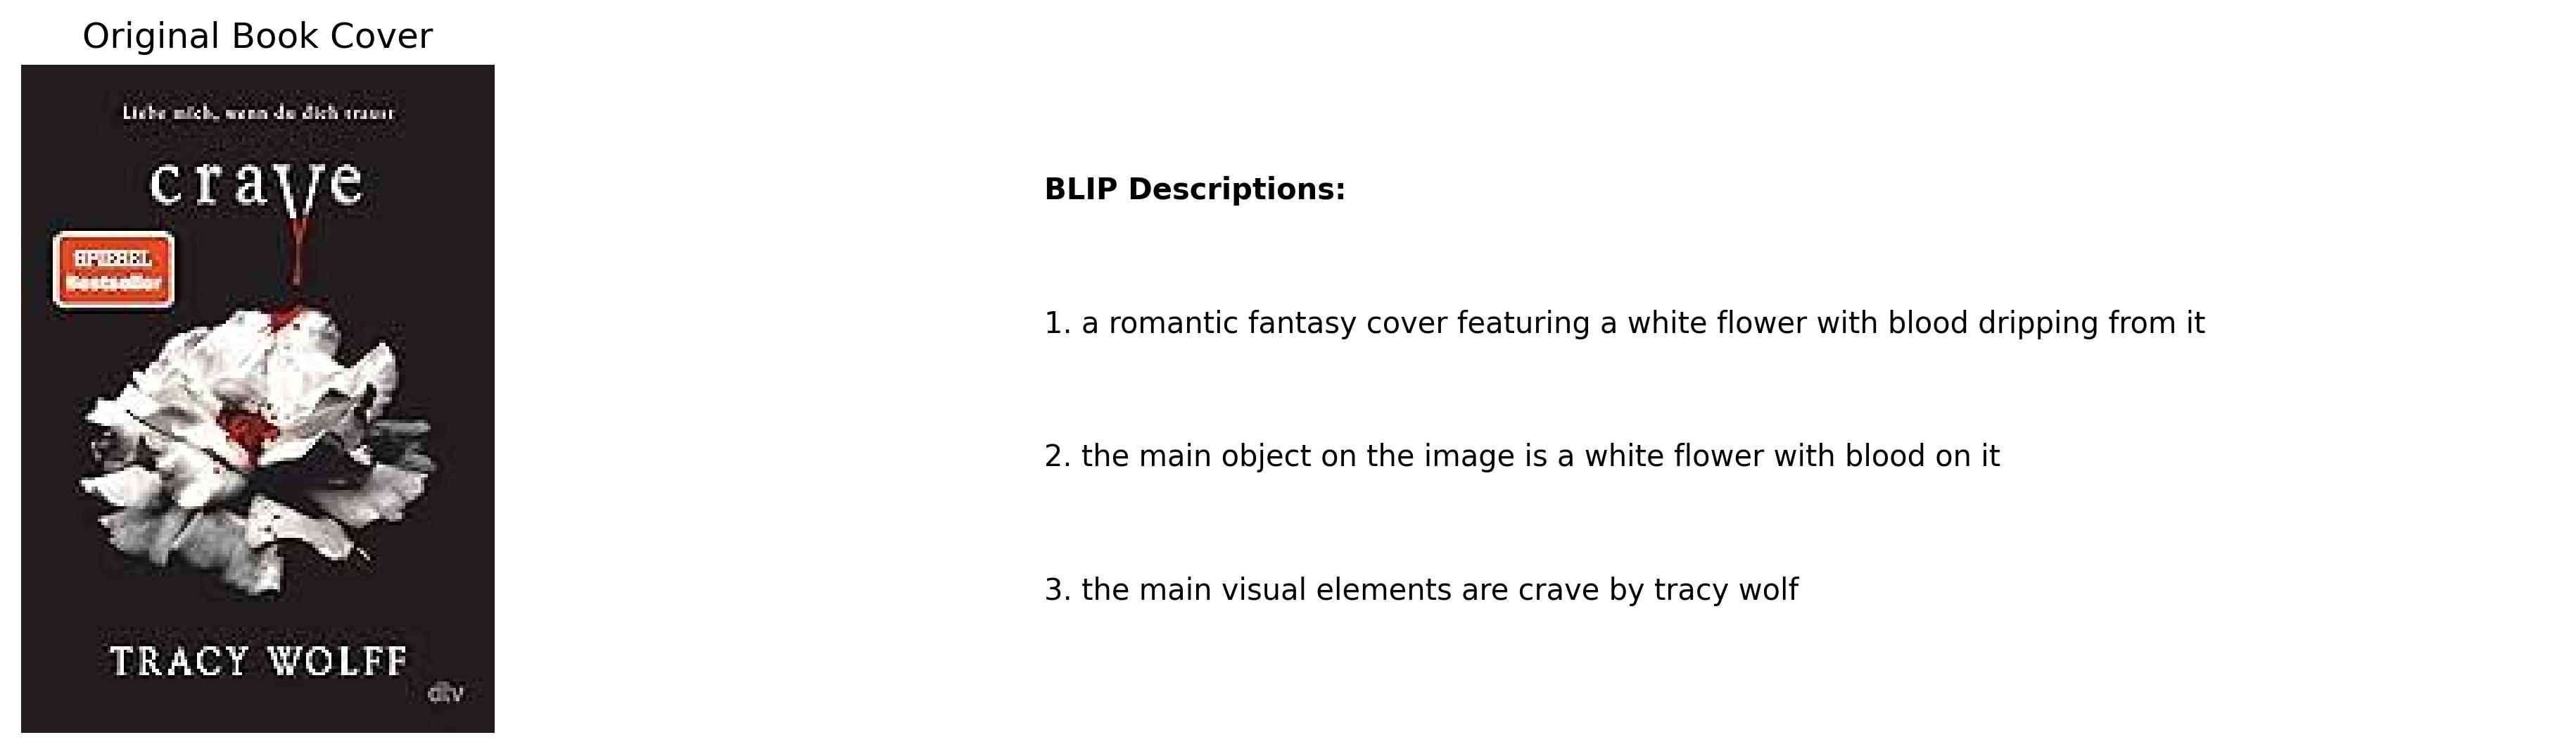 Original Book Cover
Liebe mich, wenn du dich traust
crave
SPIEGEL
Bestseller
TRACY WOLFF
dtv
BLIP Descriptions:
1. a romantic fantasy cover featuring a white flower with blood dripping from it
2. the main object on the image is a white flower with blood on it
3. the main visual elements are crave by tracy wolf